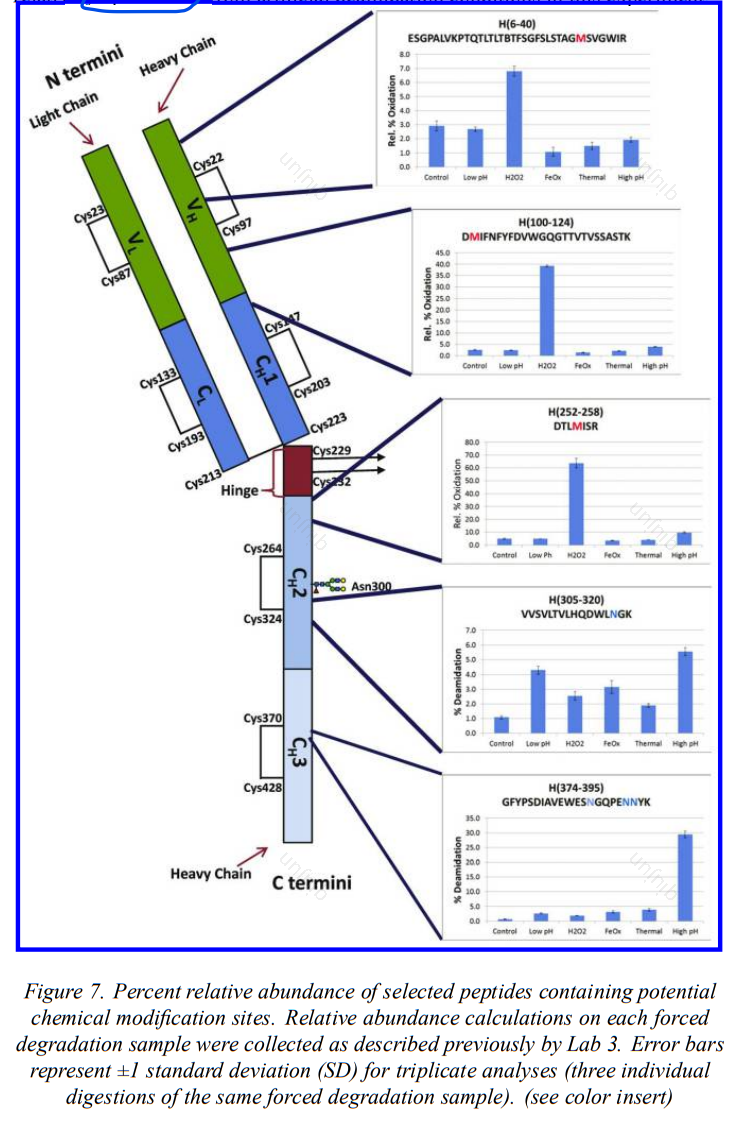 N termini
Heavy Chain
Light Chain
Cys22
Cys97
VH
Cys23
Cys87
VL
Cys147
Cys203
CH1
Cys133
Cys193
CL
Cys223
Cys213
Cys229
Cys232
Hinge
Cys264
CH2
Asn300
Cys324
Cys370
CH3
Cys428
Heavy Chain
C termini
H(6-40)
ESGPALVKPTQTLTLTBTFSGFSLSTAGMSVGWIR
Rel. % Oxidation
8.0
7.0
6.0
5.0
4.0
3.0
2.0
1.0
0.0
Control Low pH H2O2 FeOx Thermal High pH
H(100-124)
DMIFNFYFDVWGQGTTVTVSSASTK
Rel. % Oxidation
45.0
40.0
35.0
30.0
25.0
20.0
15.0
10.0
5.0
0.0
Control Low pH H2O2 FeOx Thermal High pH
H(252-258)
DTLMISR
Rel. % Oxidation
80.0
70.0
60.0
50.0
40.0
30.0
20.0
10.0
0.0
Control Low Ph H2O2 FeOx Thermal High pH
H(305-320)
VVSVLTVLHQDWLNGK
% Deamidation
7.0
6.0
5.0
4.0
3.0
2.0
1.0
0.0
Control Low pH H2O2 FeOx Thermal High pH
H(374-395)
GFYPSDIAVEWESNGQPENNYK
% Deamidation
35.0
30.0
25.0
20.0
15.0
10.0
5.0
0.0
Control Low pH H2O2 FeOx Thermal High pH
Figure 7. Percent relative abundance of selected peptides containing potential
chemical modification sites. Relative abundance calculations on each forced
degradation sample were collected as described previously by Lab 3. Error bars
represent ±1 standard deviation (SD) for triplicate analyses (three individual
digestions of the same forced degradation sample). (see color insert)